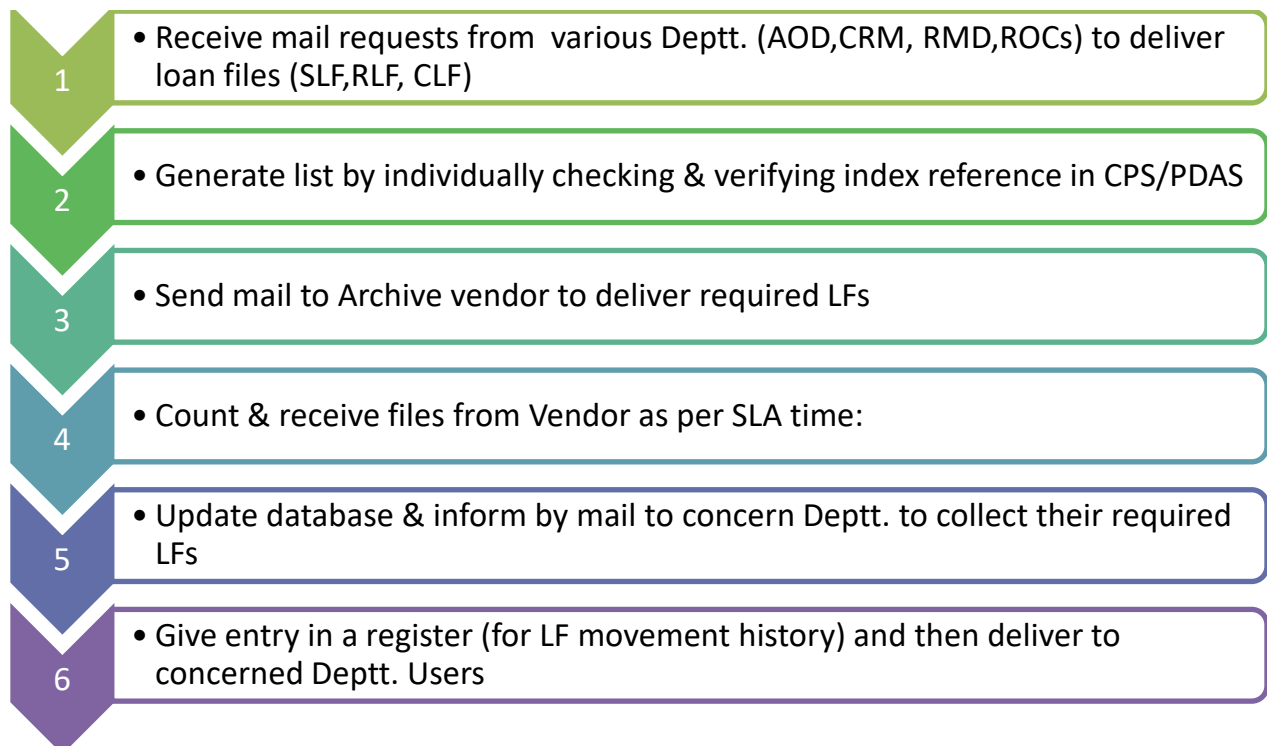 1
• Receive mail requests from  various Deptt. (AOD,CRM, RMD,ROCs) to deliver
loan files (SLF,RLF, CLF)
2
• Generate list by individually checking & verifying index reference in CPS/PDAS
3
• Send mail to Archive vendor to deliver required LFs
4
• Count & receive files from Vendor as per SLA time:
5
• Update database & inform by mail to concern Deptt. to collect their required
LFs
6
• Give entry in a register (for LF movement history) and then deliver to
concerned Deptt. Users